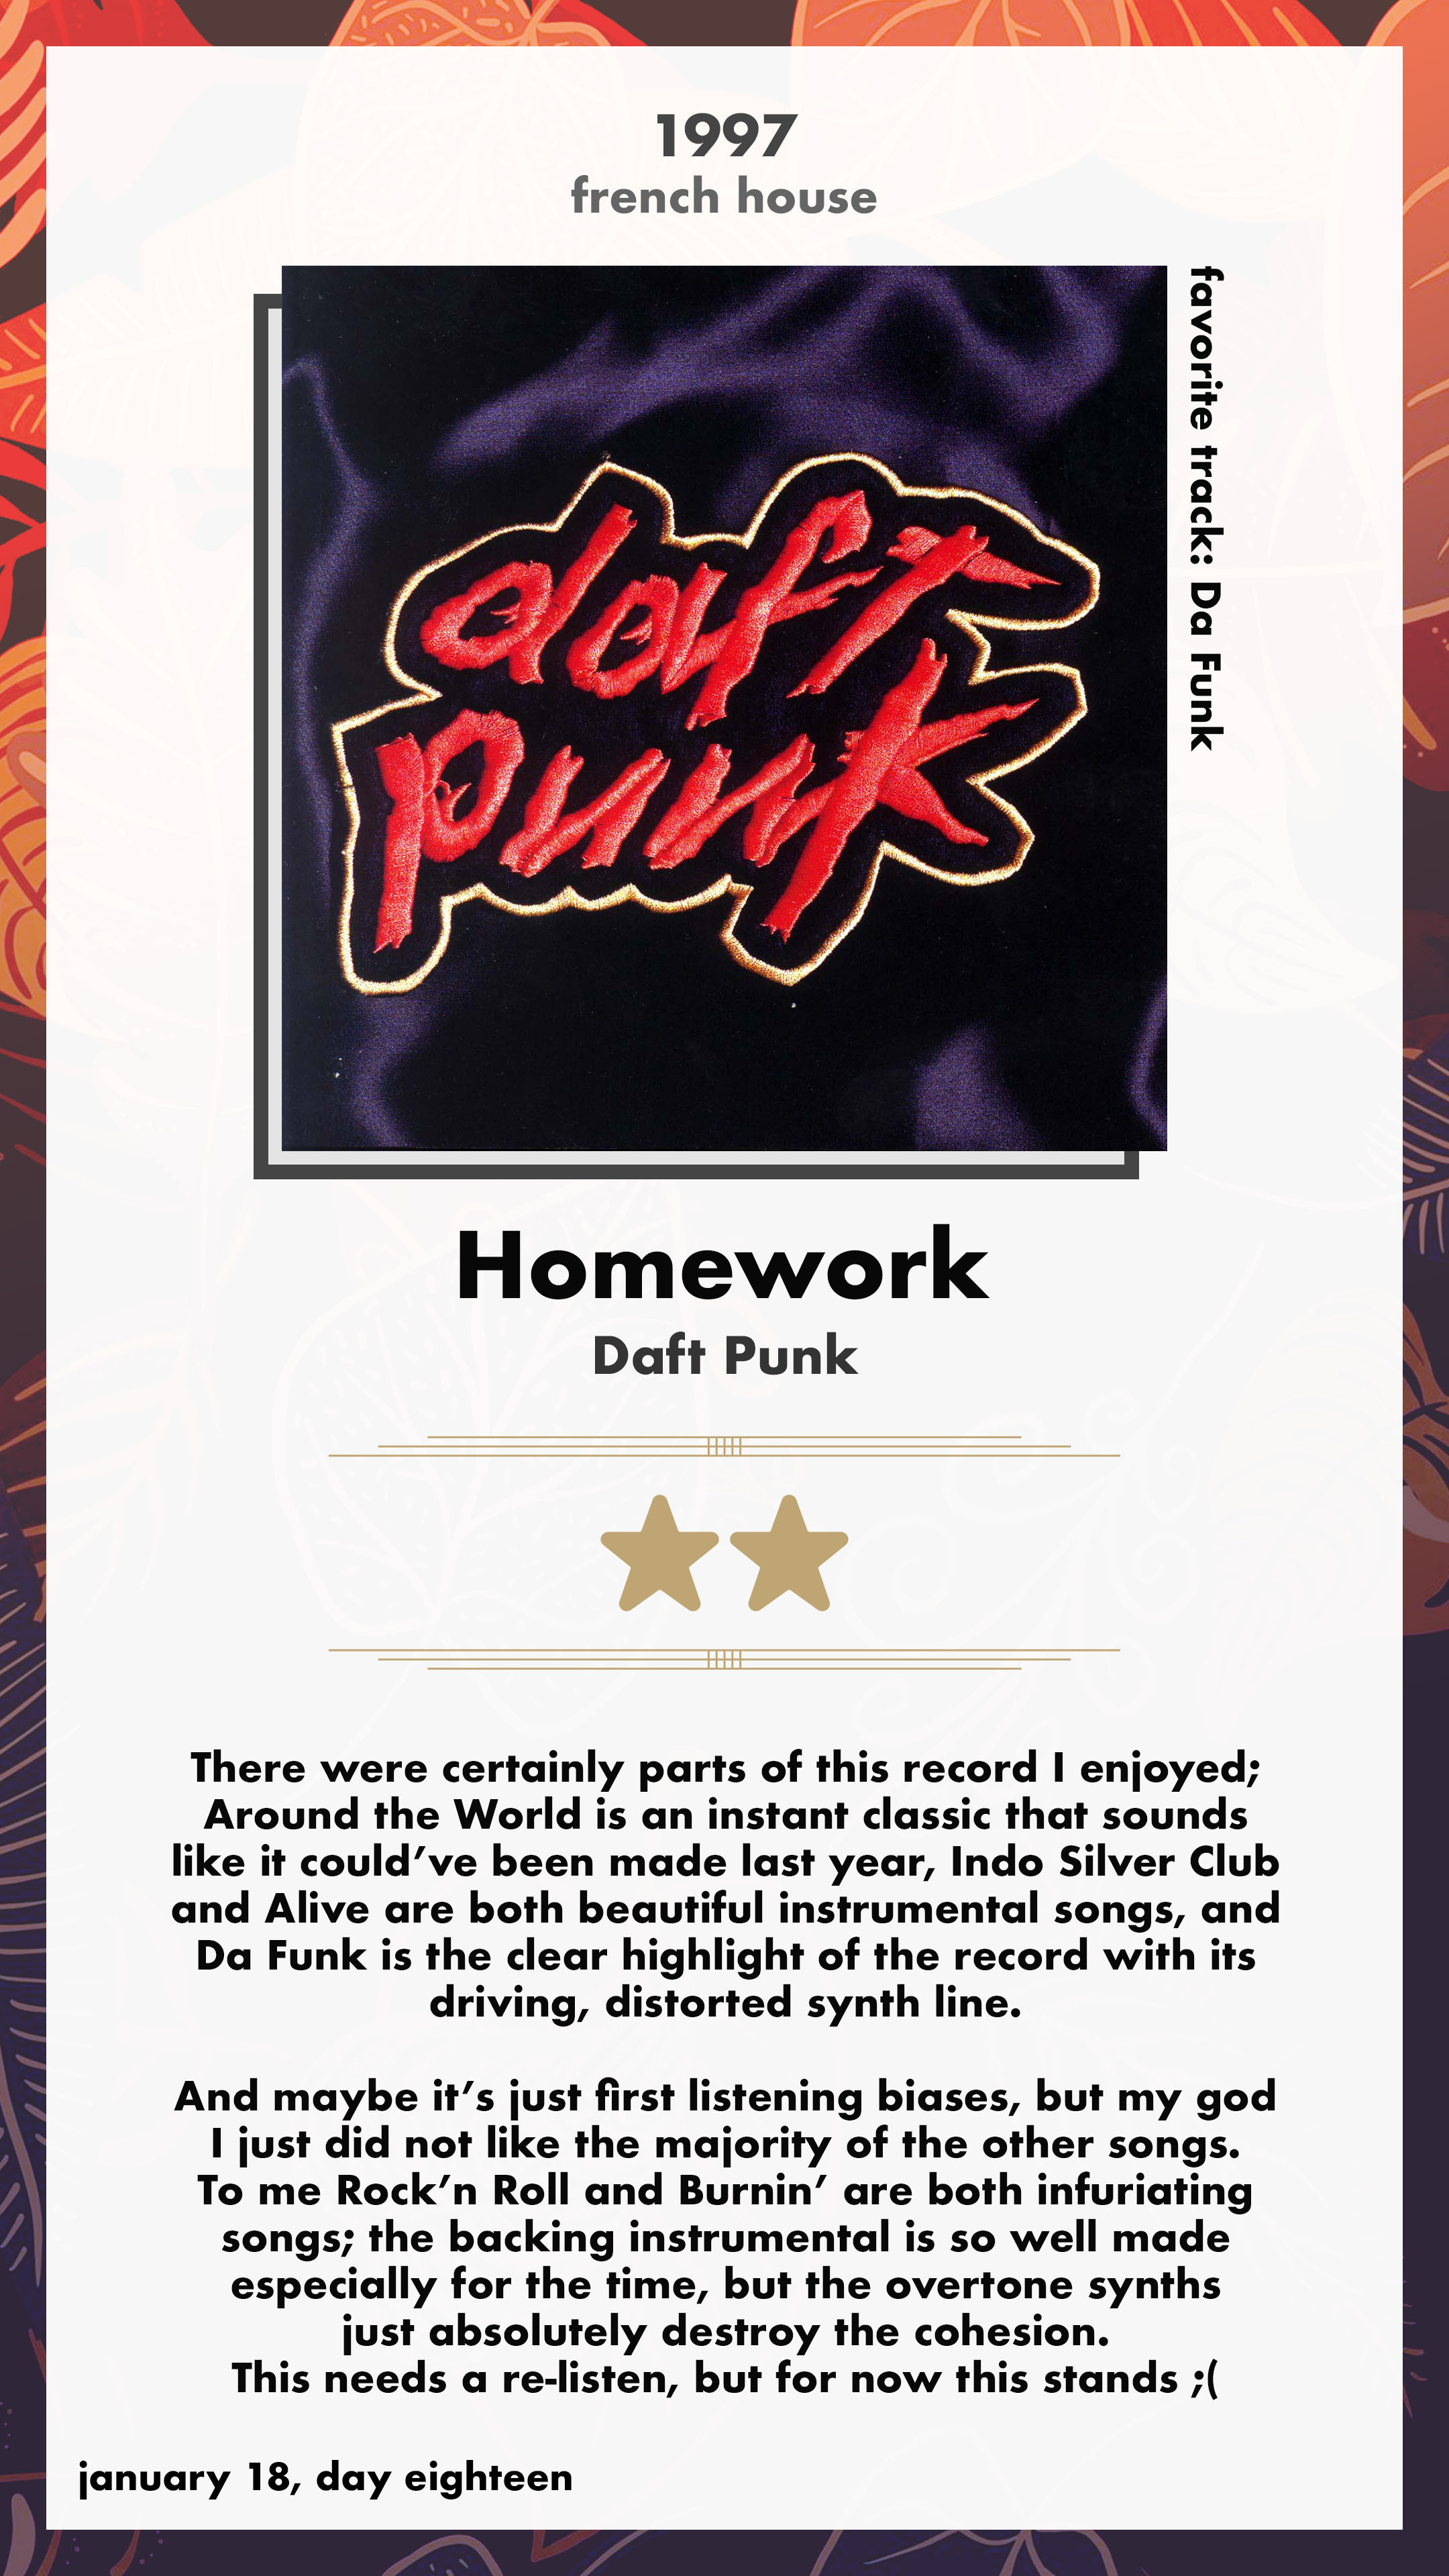 1997
french house
favorite track: Da Funk
daft
punk
Homework
Daft Punk
There were certainly parts of this record I enjoyed;
Around the World is an instant classic that sounds
like it could’ve been made last year, Indo Silver Club
and Alive are both beautiful instrumental songs, and
Da Funk is the clear highlight of the record with its
driving, distorted synth line.
And maybe it’s just first listening biases, but my god
I just did not like the majority of the other songs.
To me Rock’n Roll and Burnin’ are both infuriating
songs; the backing instrumental is so well made
especially for the time, but the overtone synths
just absolutely destroy the cohesion.
This needs a re-listen, but for now this stands ;(
january 18, day eighteen